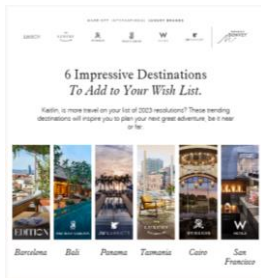 6 Impressive Destinations
To Add to Your Wish List.
Kaitlin, is more travel on your list of 2023 resolutions? These trending
destinations will inspire you to plan your next great adventure, be it near
or far.
EDITION
W
Barcelona Bali Panama Tasmania Cairo San
Francisco